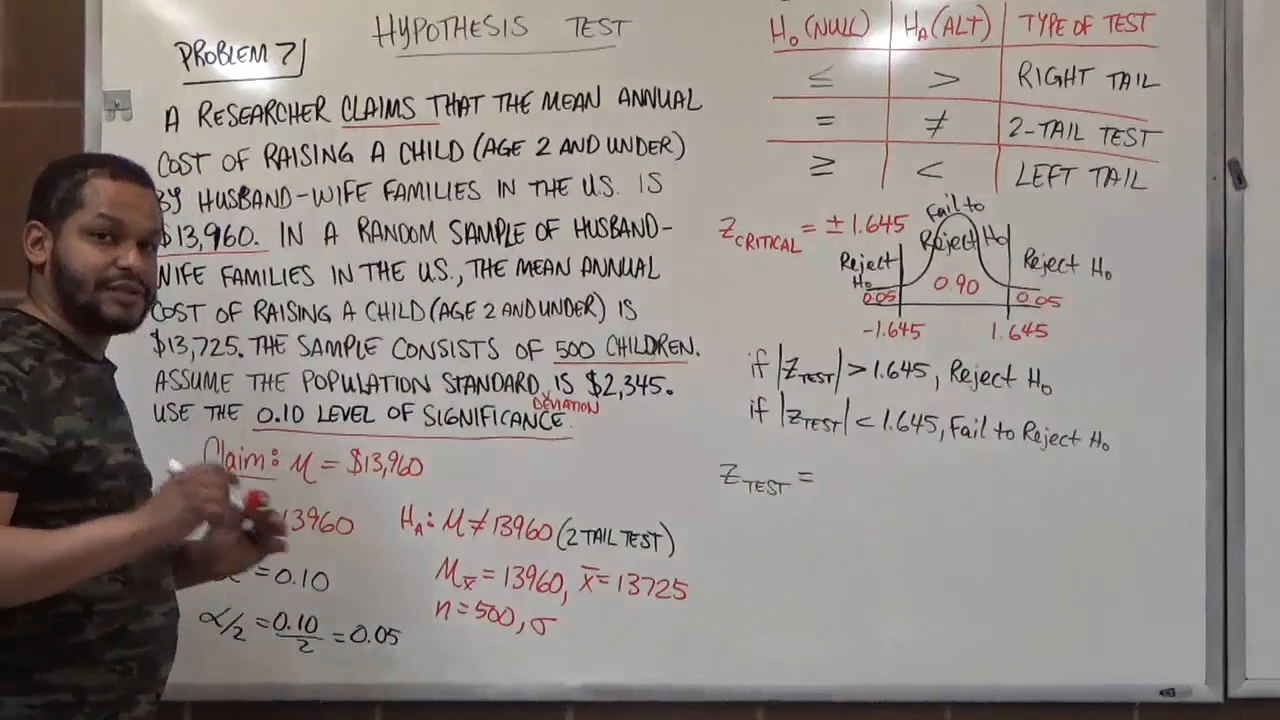 HYPOTHESIS TEST
PROBLEM 7
A RESEARCHER CLAIMS THAT THE MEAN ANNUAL
COST OF RAISING A CHILD (AGE 2 AND UNDER)
BY HUSBAND-WIFE FAMILIES IN THE U.S. IS
$13,960. IN A RANDOM SAMPLE OF HUSBAND-
WIFE FAMILIES IN THE U.S., THE MEAN ANNUAL
COST OF RAISING A CHILD (AGE 2 AND UNDER) IS
$13,725. THE SAMPLE CONSISTS OF 500 CHILDREN.
ASSUME THE POPULATION STANDARD IS $2,345.
DEVIATION
USE THE 0.10 LEVEL OF SIGNIFICANCE.
Claim: μ = $13,960
13960 Hₐ: μ ≠ 13960 (2 TAIL TEST)
= 0.10
α/2 = 0.10/2 = 0.05
μx̄ = 13960, x̄ = 13725
n = 500, σ
H₀ (NULL) Hₐ (ALT) TYPE OF TEST
≤ > RIGHT TAIL
= ≠ 2-TAIL TEST
≥ < LEFT TAIL
Z CRITICAL = ± 1.645
Fail to
Reject H₀
Reject H₀
Reject H₀
0.05 0.90 0.05
-1.645 1.645
if |Z TEST| > 1.645, Reject H₀
if |Z TEST| < 1.645, Fail to Reject H₀
Z TEST =